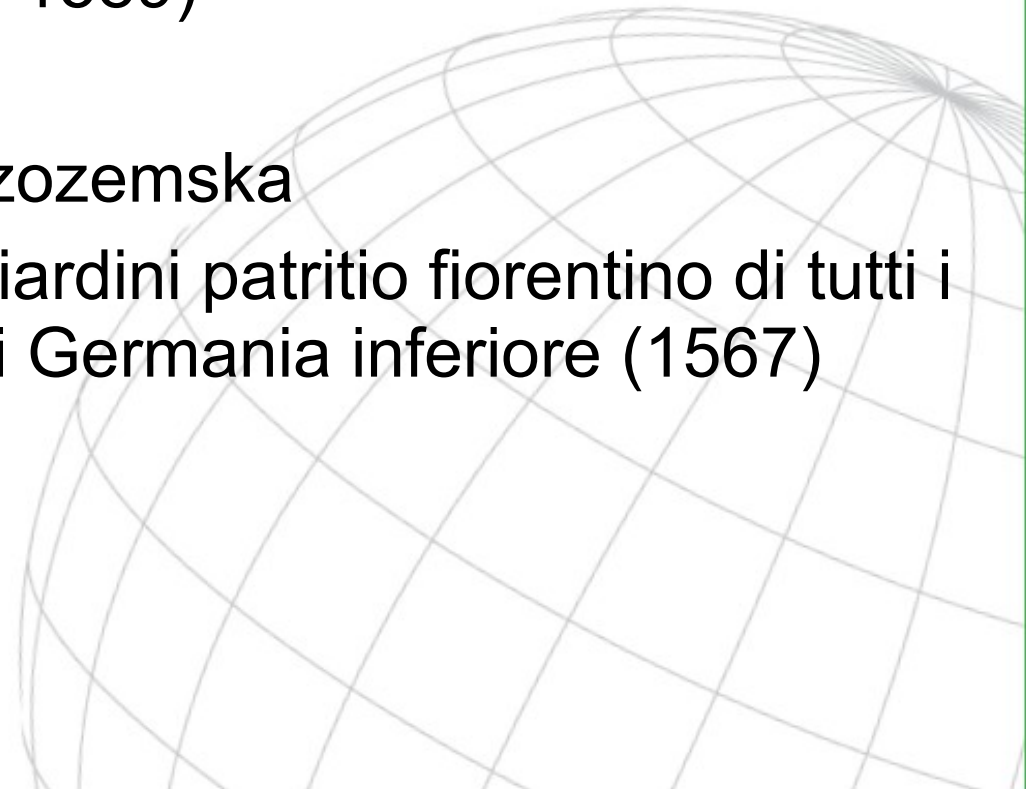 zozemska
iardini patritio fiorentino di tutti i
i Germania inferiore (1567)